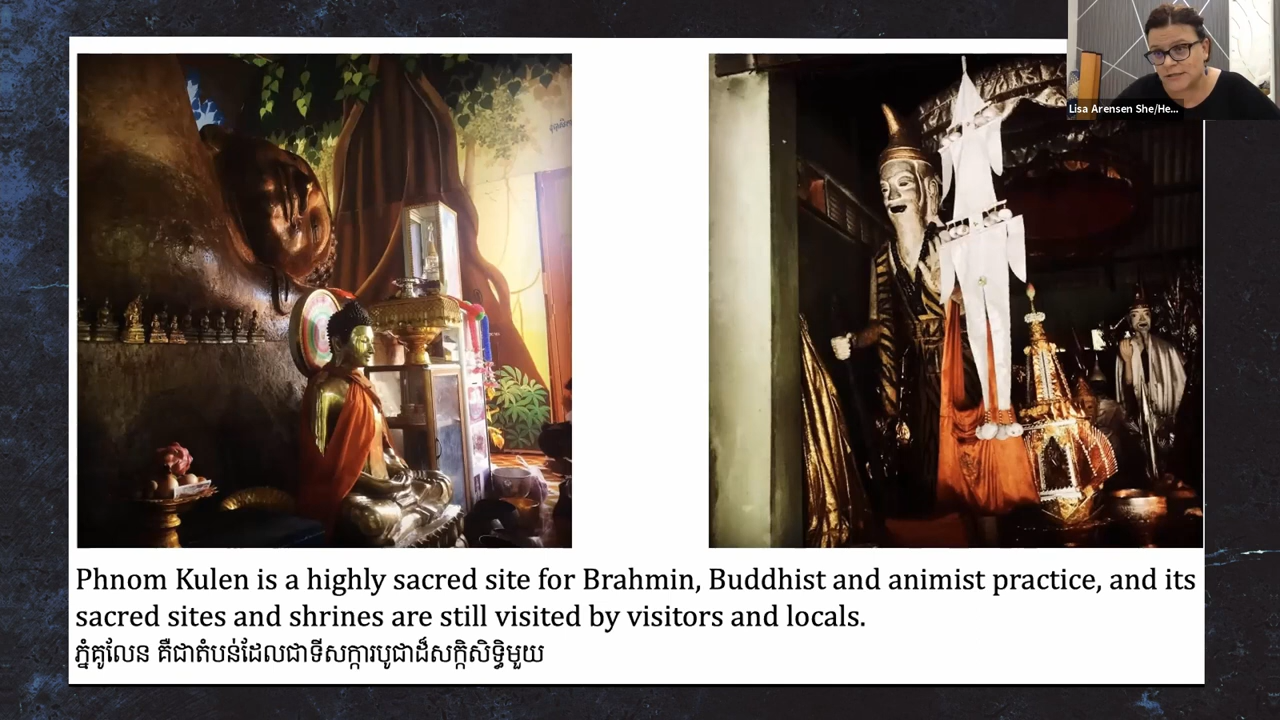 Lisa Arensen She/He...
Phnom Kulen is a highly sacred site for Brahmin, Buddhist and animist practice, and its
sacred sites and shrines are still visited by visitors and locals.
ភ្នំគូលែន គឺជាតំបន់ដែលជាទីសក្ការបូជាដ៏សក្តិសិទ្ធិមួយ